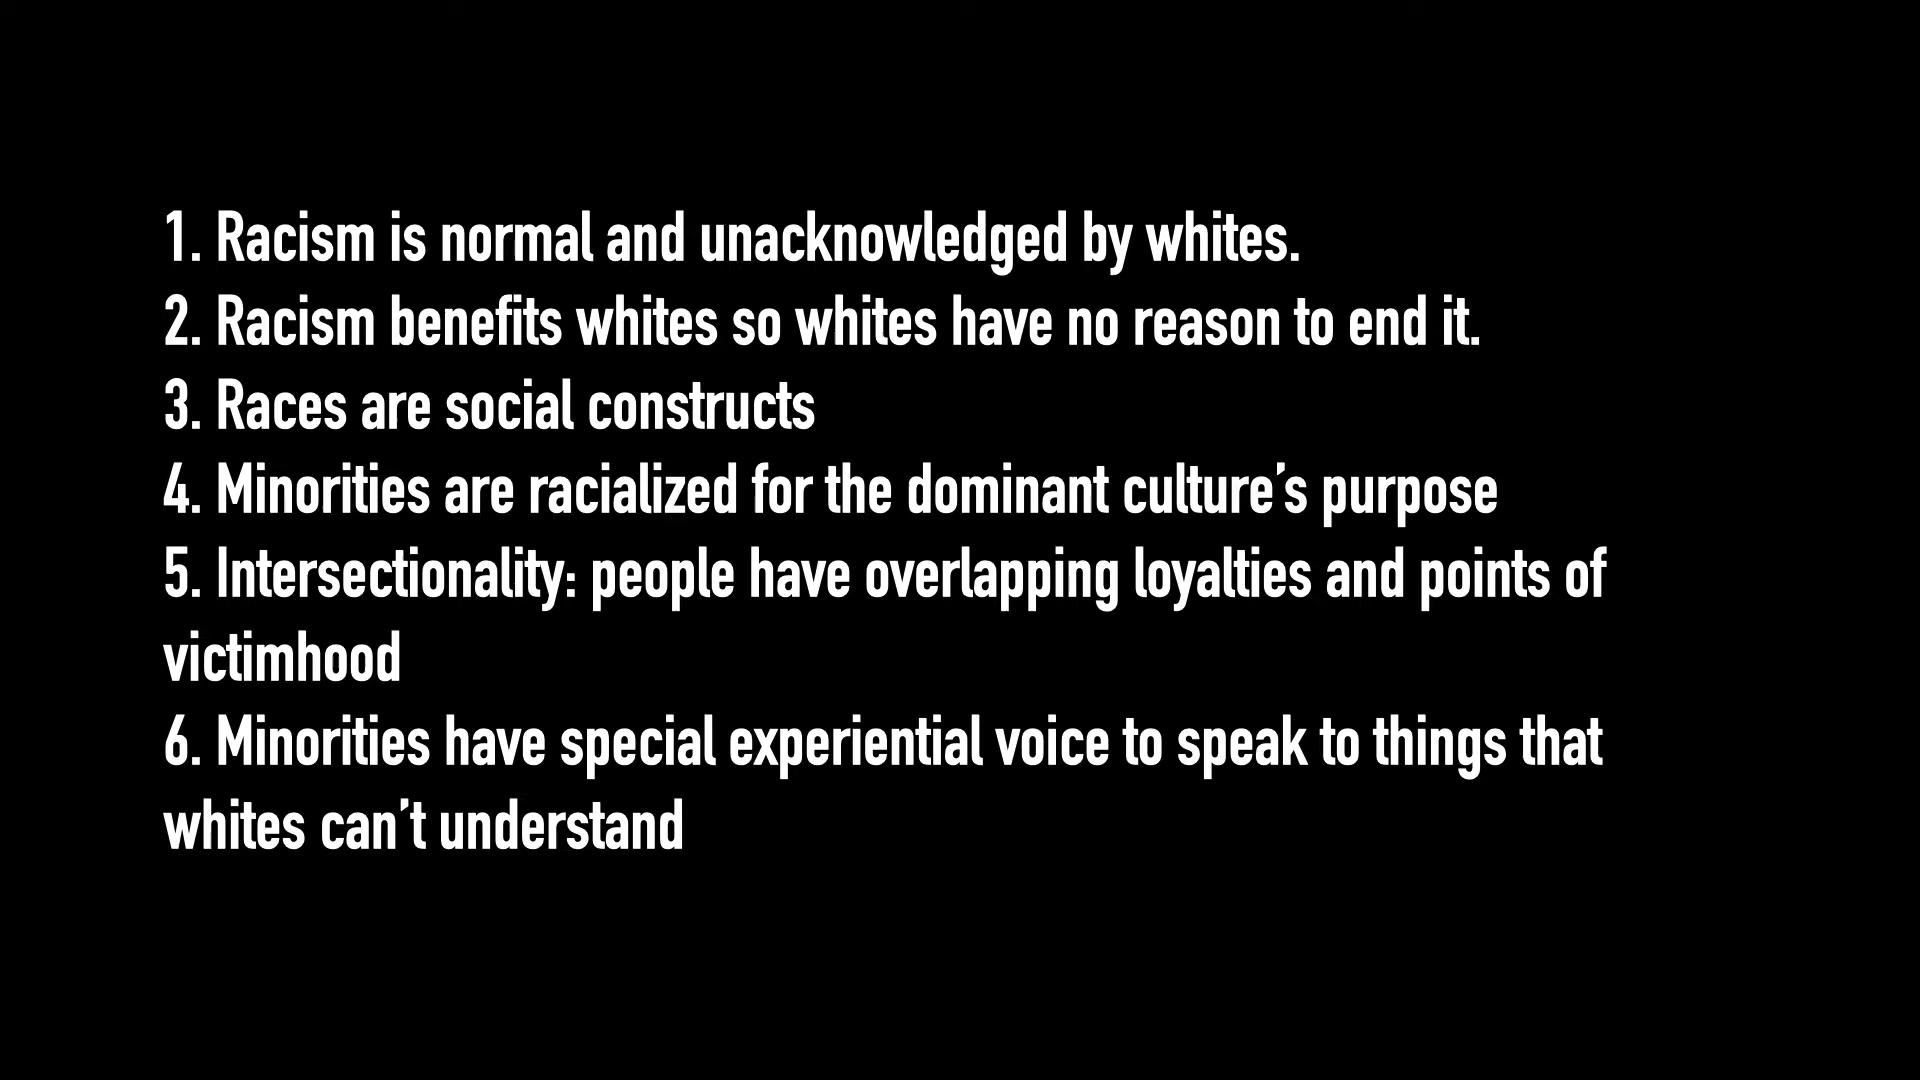 1. Racism is normal and unacknowledged by whites.
2. Racism benefits whites so whites have no reason to end it.
3. Races are social constructs
4. Minorities are racialized for the dominant culture’s purpose
5. Intersectionality: people have overlapping loyalties and points of
victimhood
6. Minorities have special experiential voice to speak to things that
whites can’t understand